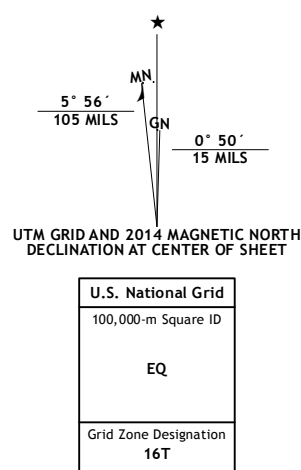 ★
MN.
GN
5° 56´
105 MILS
0° 50´
15 MILS
UTM GRID AND 2014 MAGNETIC NORTH
DECLINATION AT CENTER OF SHEET
U.S. National Grid
100,000-m Square ID
EQ
Grid Zone Designation
16T